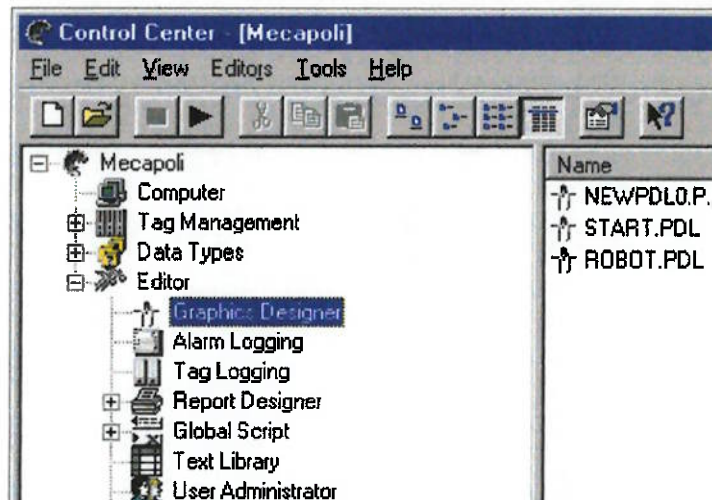 Control Center - [Mecapoli]
File Edit View Editors Tools Help
Mecapoli
Computer
Tag Management
Data Types
Editor
Graphics Designer
Alarm Logging
Tag Logging
Report Designer
Global Script
Text Library
User Administrator
Name
NEWPDL0.P.
START.PDL
ROBOT.PDL